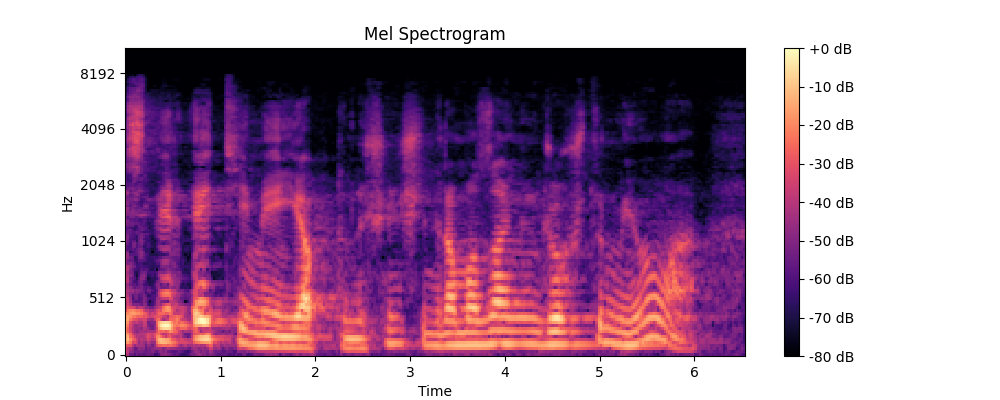 Mel Spectrogram
Hz
8192
4096
2048
1024
512
0
0 1 2 3 4 5 6
Time
+0 dB
-10 dB
-20 dB
-30 dB
-40 dB
-50 dB
-60 dB
-70 dB
-80 dB